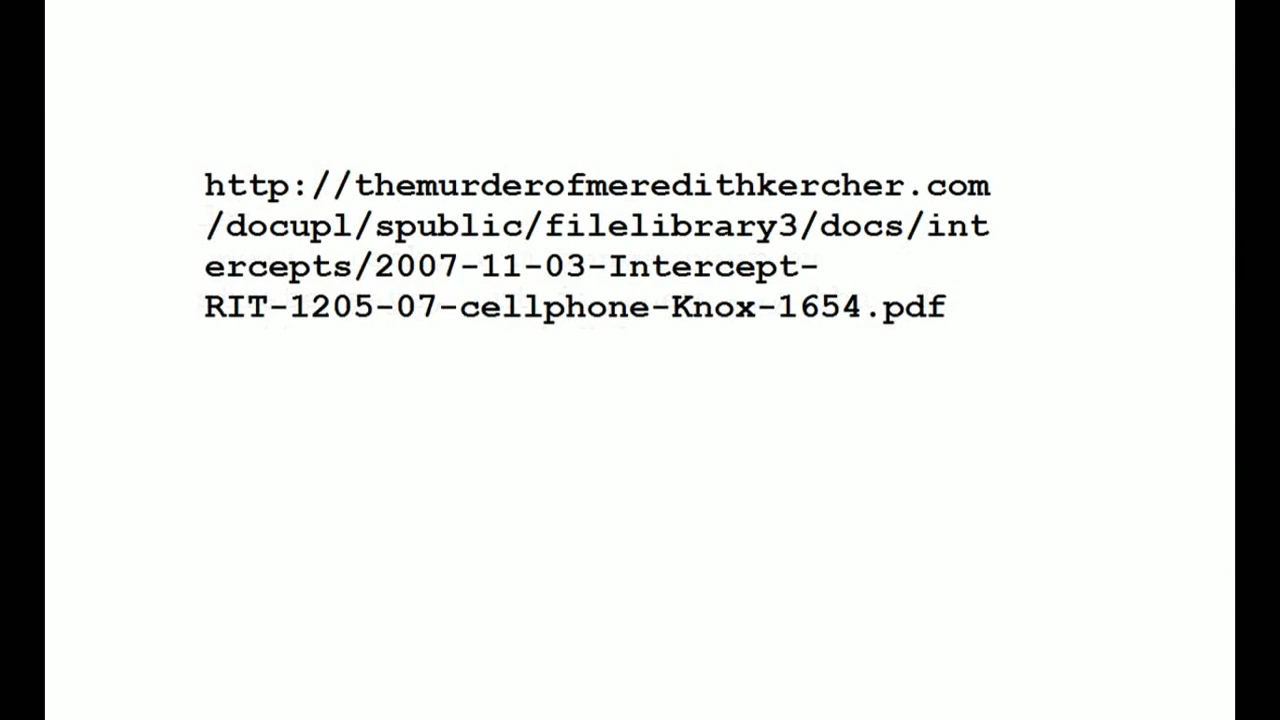 http://themurderofmeredithkercher.com
/docupl/spublic/filelibrary3/docs/int
ercepts/2007-11-03-Intercept-
RIT-1205-07-cellphone-Knox-1654.pdf